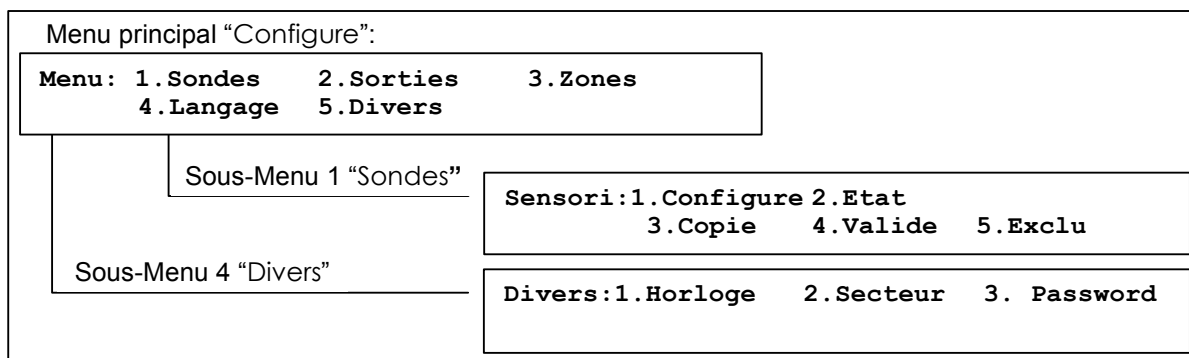 Menu principal “Configure”:
Menu: 1.Sondes 2.Sorties 3.Zones
4.Langage 5.Divers
Sous-Menu 1 “Sondes”
Sensori:1.Configure 2.Etat
3.Copie 4.Valide 5.Exclu
Sous-Menu 4 “Divers”
Divers:1.Horloge 2.Secteur 3. Password